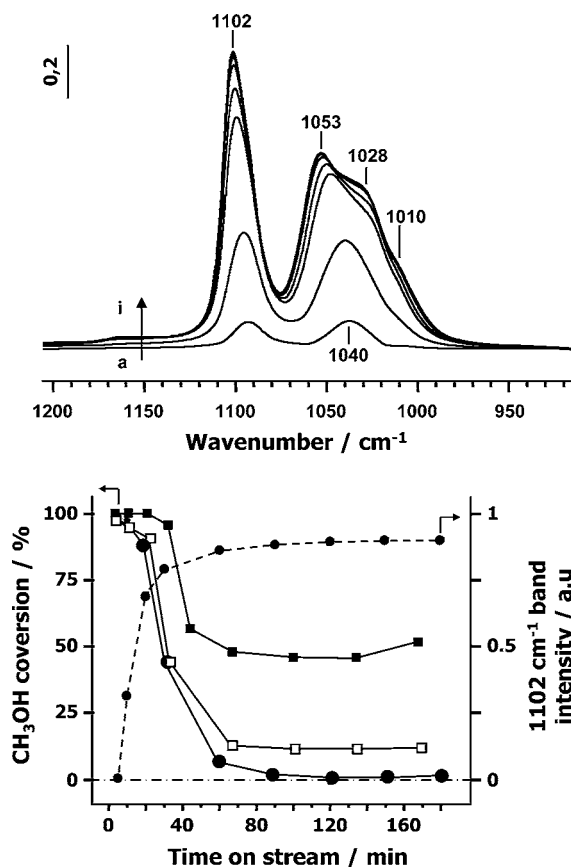 1102
0,2
1053
1028
1010
i
a
1040
1200 1150 1100 1050 1000 950
Wavenumber / cm-1
100
75
50
25
0
CH3OH coversion / %
1
0.5
0
1102 cm-1 band
intensity / a.u
0 40 80 120 160
Time on stream / min